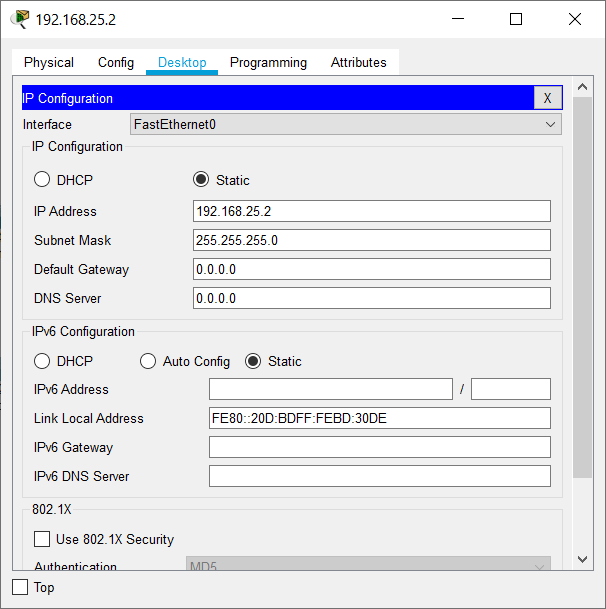 192.168.25.2
Physical Config Desktop Programming Attributes
IP Configuration X
Interface FastEthernet0
IP Configuration
DHCP Static
IP Address 192.168.25.2
Subnet Mask 255.255.255.0
Default Gateway 0.0.0.0
DNS Server 0.0.0.0
IPv6 Configuration
DHCP Auto Config Static
IPv6 Address /
Link Local Address FE80::20D:BDFF:FEBD:30DE
IPv6 Gateway
IPv6 DNS Server
802.1X
Use 802.1X Security
Authentication MD5
Top